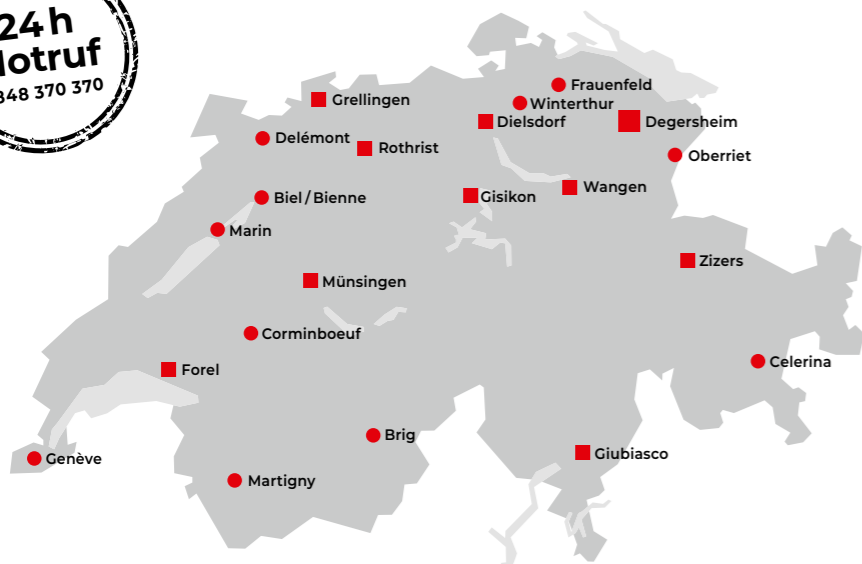 24 h
Notruf
848 370 370
Frauenfeld
Grellingen
Winterthur
Dielsdorf
Degersheim
Delémont
Rothrist
Oberriet
Wangen
Biel / Bienne
Gisikon
Marin
Zizers
Münsingen
Corminboeuf
Celerina
Forel
Brig
Giubiasco
Genève
Martigny